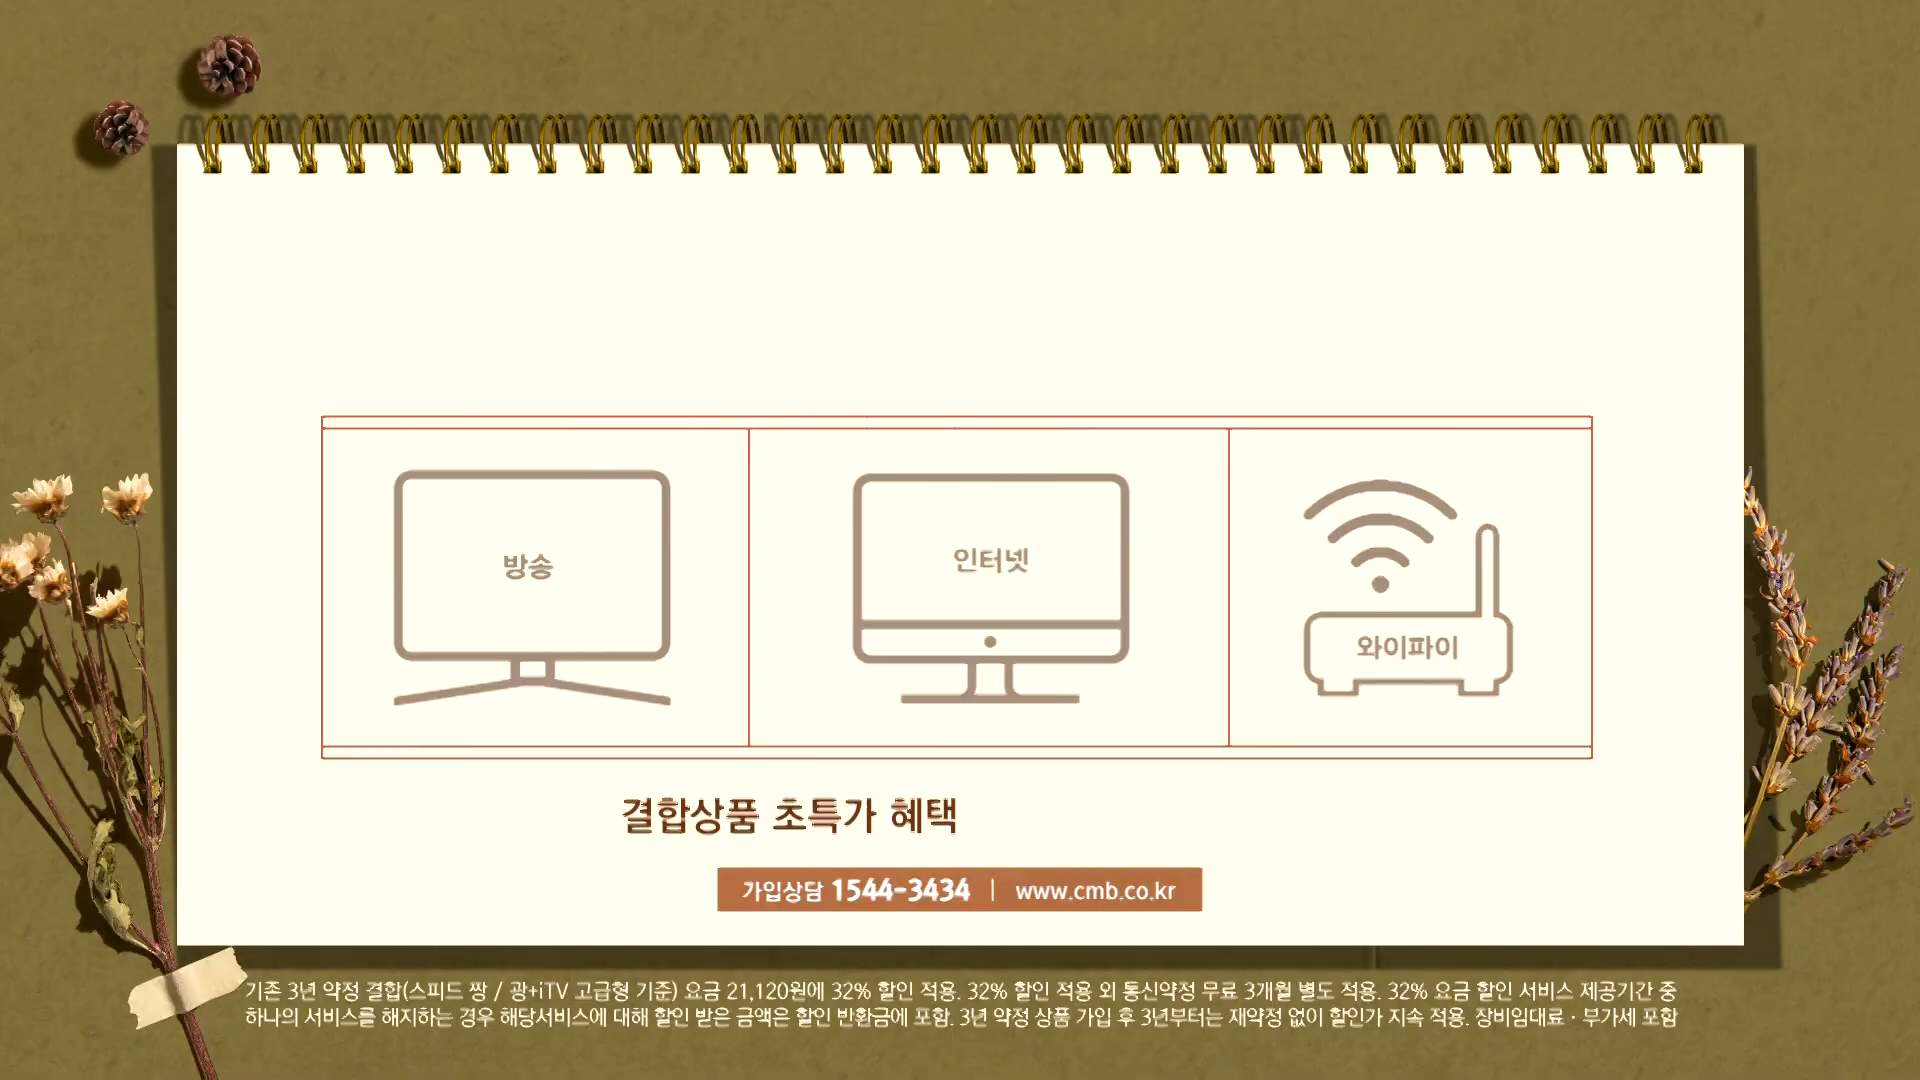 방송
인터넷
와이파이
결합상품 초특가 혜택
가입상담 1544-3434 | www.cmb.co.kr
기존 3년 약정 결합(스피드 짱 / 광+iTV 고급형 기준) 요금 21,120원에 32% 할인 적용. 32% 할인 적용 외 통신약정 무료 3개월 별도 적용. 32% 요금 할인 서비스 제공기간 중
하나의 서비스를 해지하는 경우 해당서비스에 대해 할인 받은 금액은 할인 반환금에 포함. 3년 약정 상품 가입 후 3년부터는 재약정 없이 할인가 지속 적용. 장비임대료 · 부가세 포함